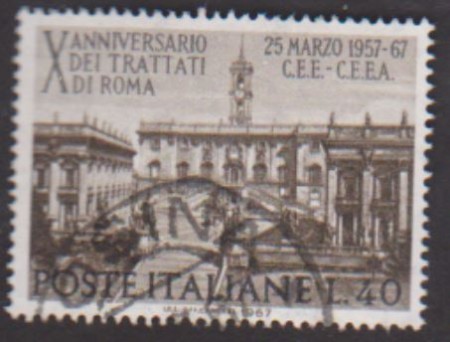 X ANNIVERSARIO
DEI TRATTATI
DI ROMA
25 MARZO 1957-67
C.E.E.-C.E.E.A.
POSTE ITALIANE L.40
1967